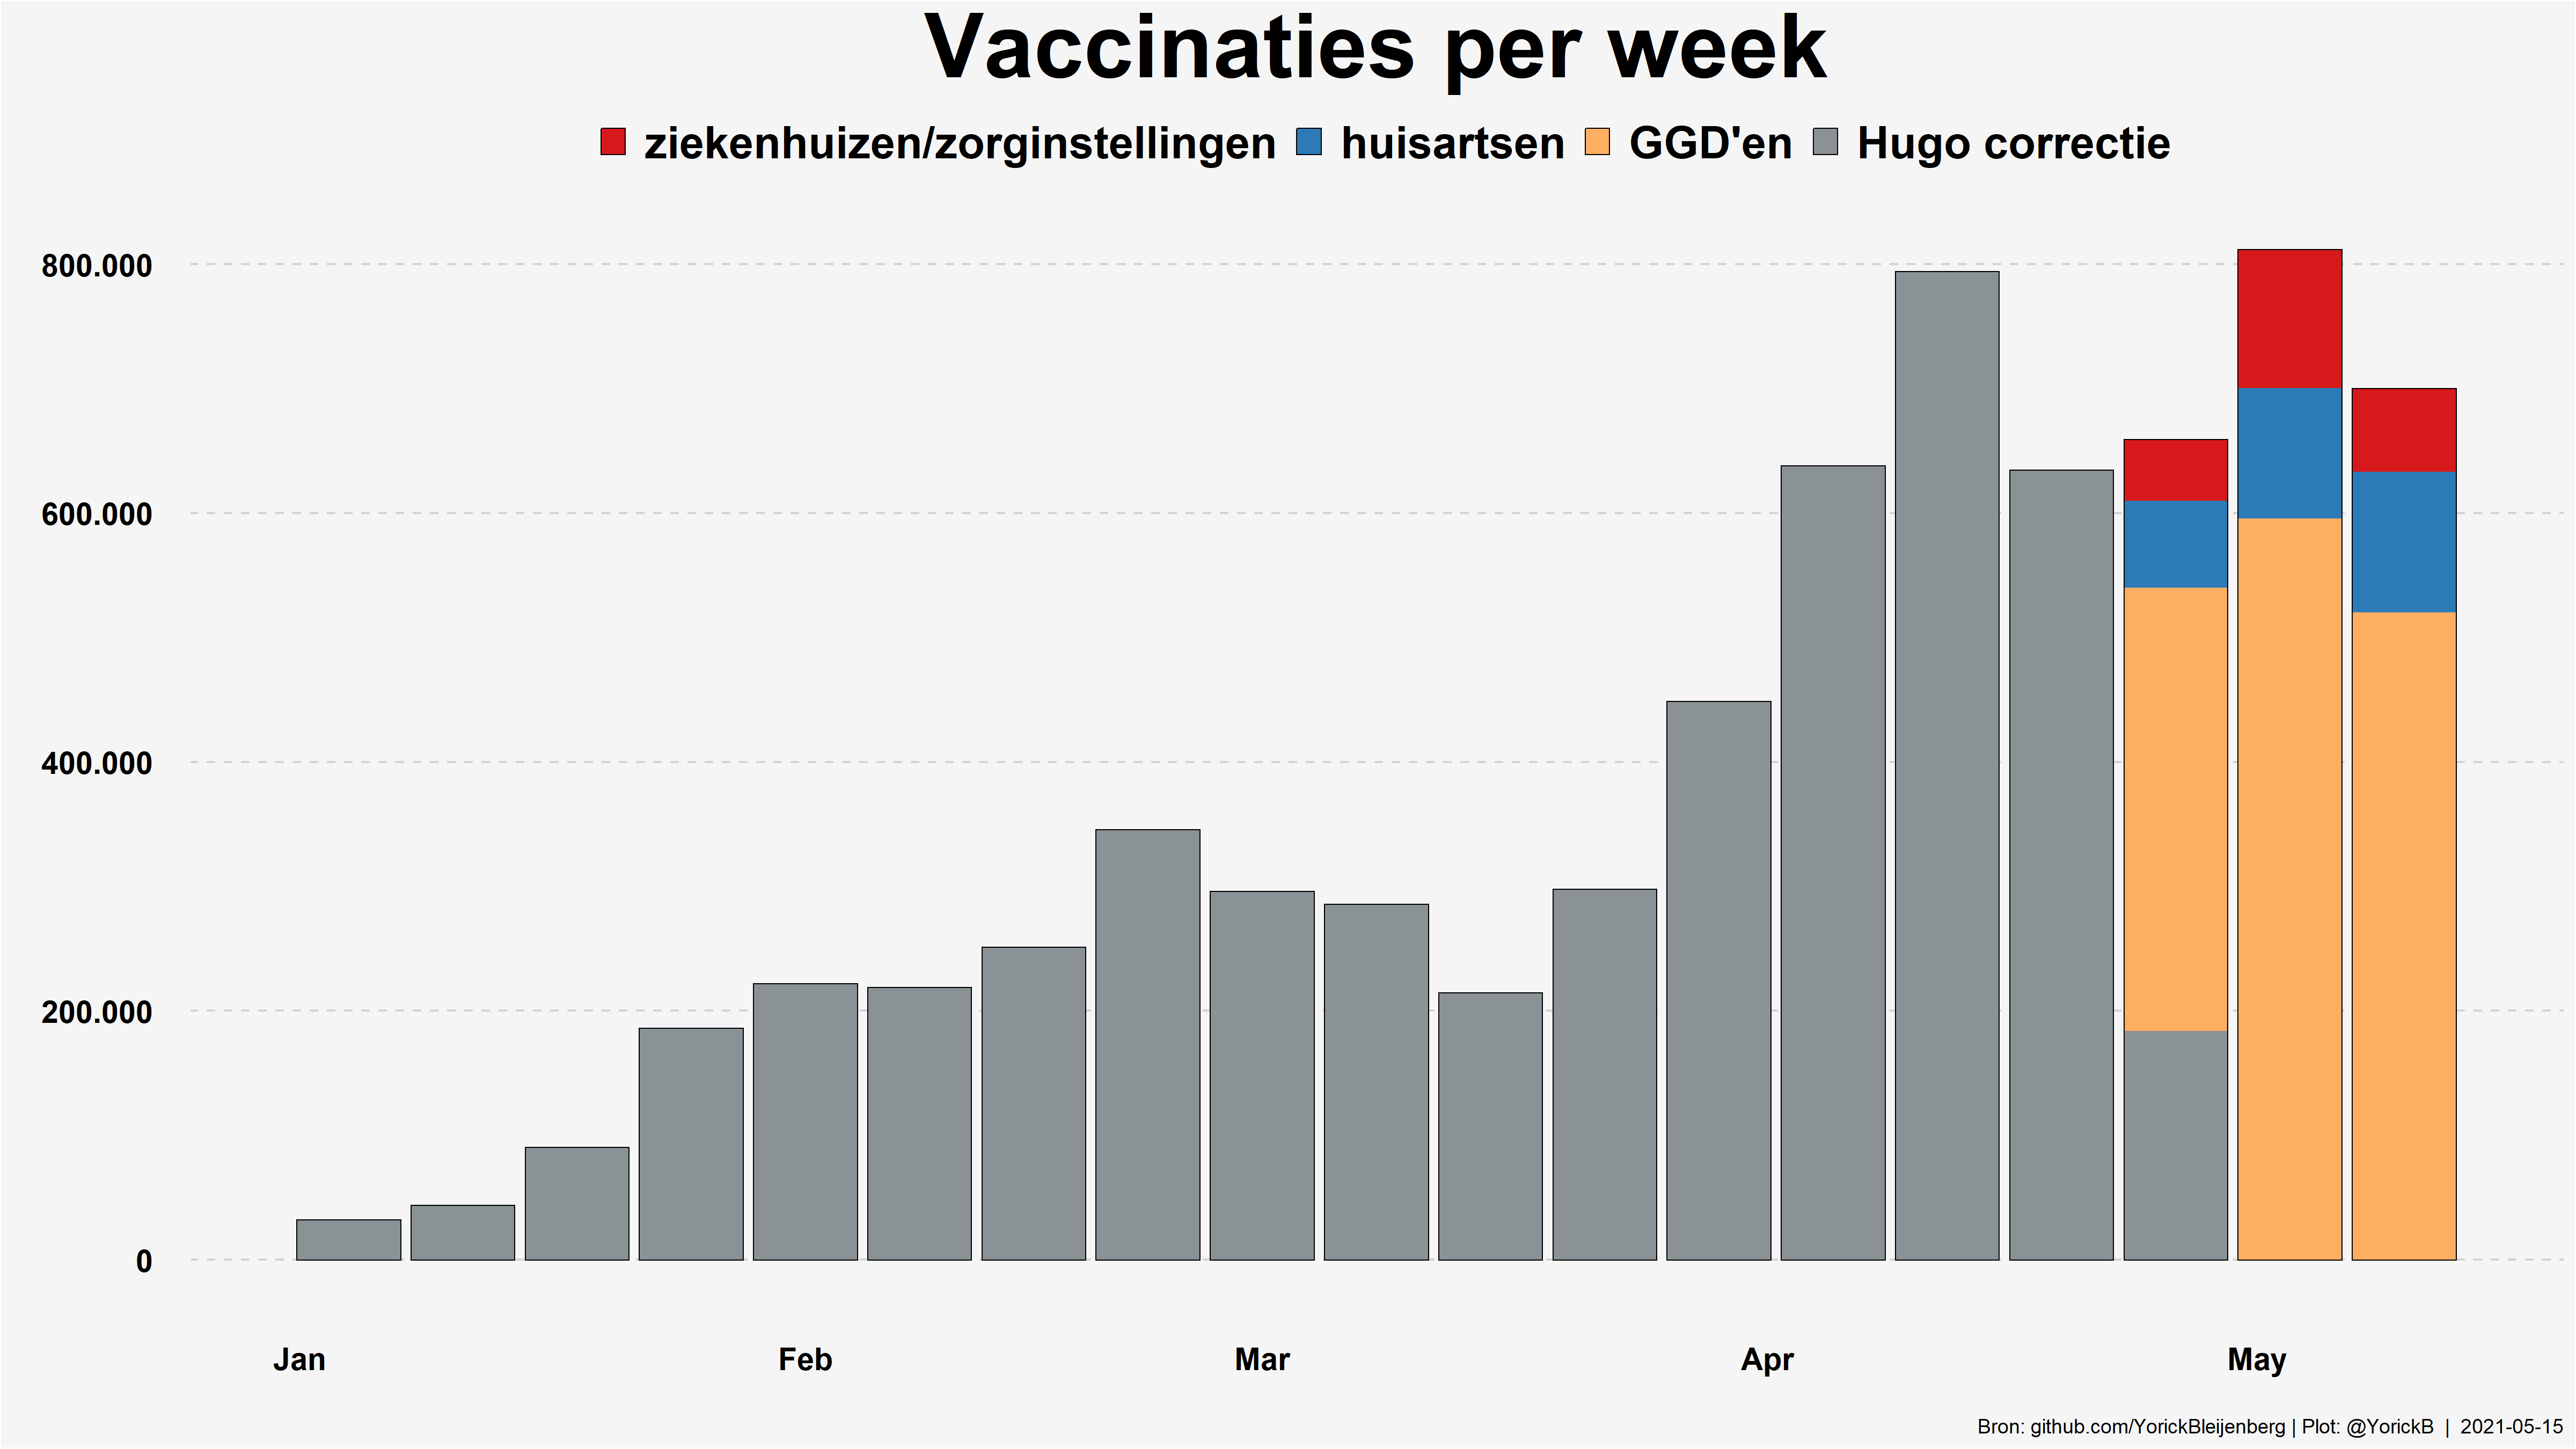 Vaccinaties per week
ziekenhuizen/zorginstellingen huisartsen GGD'en Hugo correctie
800.000
600.000
400.000
200.000
0
Jan Feb Mar Apr May
Bron: github.com/YorickBleijenberg | Plot: @YorickB | 2021-05-15